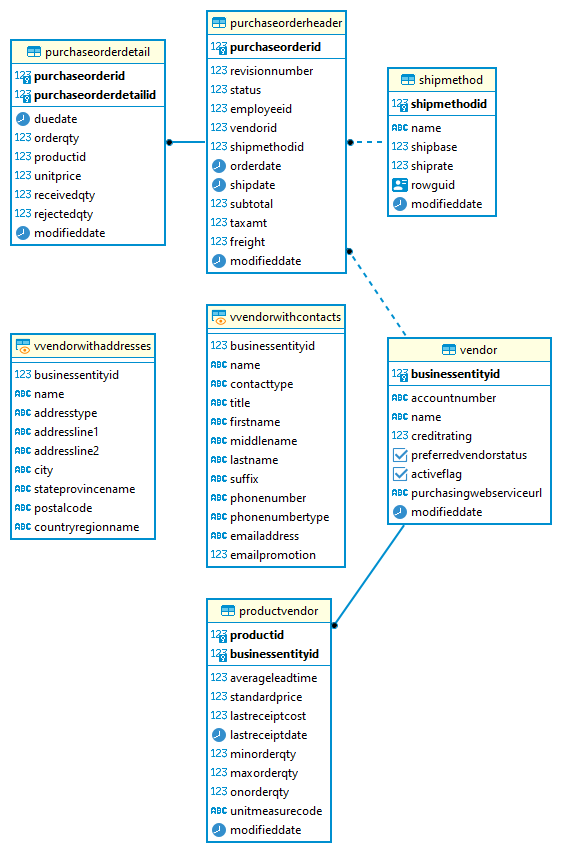 purchaseorderdetail
123 purchaseorderid
123 purchaseorderdetailid
duedate
123 orderqty
123 productid
123 unitprice
123 receivedqty
123 rejectedqty
modifieddate
purchaseorderheader
123 purchaseorderid
123 revisionnumber
123 status
123 employeeid
123 vendorid
123 shipmethodid
orderdate
shipdate
123 subtotal
123 taxamt
123 freight
modifieddate
shipmethod
123 shipmethodid
ABC name
123 shipbase
123 shiprate
rowguid
modifieddate
vvendorwithaddresses
123 businessentityid
ABC name
ABC addresstype
ABC addressline1
ABC addressline2
ABC city
ABC stateprovincename
ABC postalcode
ABC countryregionname
vvendorwithcontacts
123 businessentityid
ABC name
ABC contacttype
ABC title
ABC firstname
ABC middlename
ABC lastname
ABC suffix
ABC phonenumber
ABC phonenumbertype
ABC emailaddress
123 emailpromotion
vendor
123 businessentityid
ABC accountnumber
ABC name
123 creditrating
preferredvendorstatus
activeflag
ABC purchasingwebserviceurl
modifieddate
productvendor
123 productid
123 businessentityid
123 averageleadtime
123 standardprice
123 lastreceiptcost
lastreceiptdate
123 minorderqty
123 maxorderqty
123 onorderqty
ABC unitmeasurecode
modifieddate